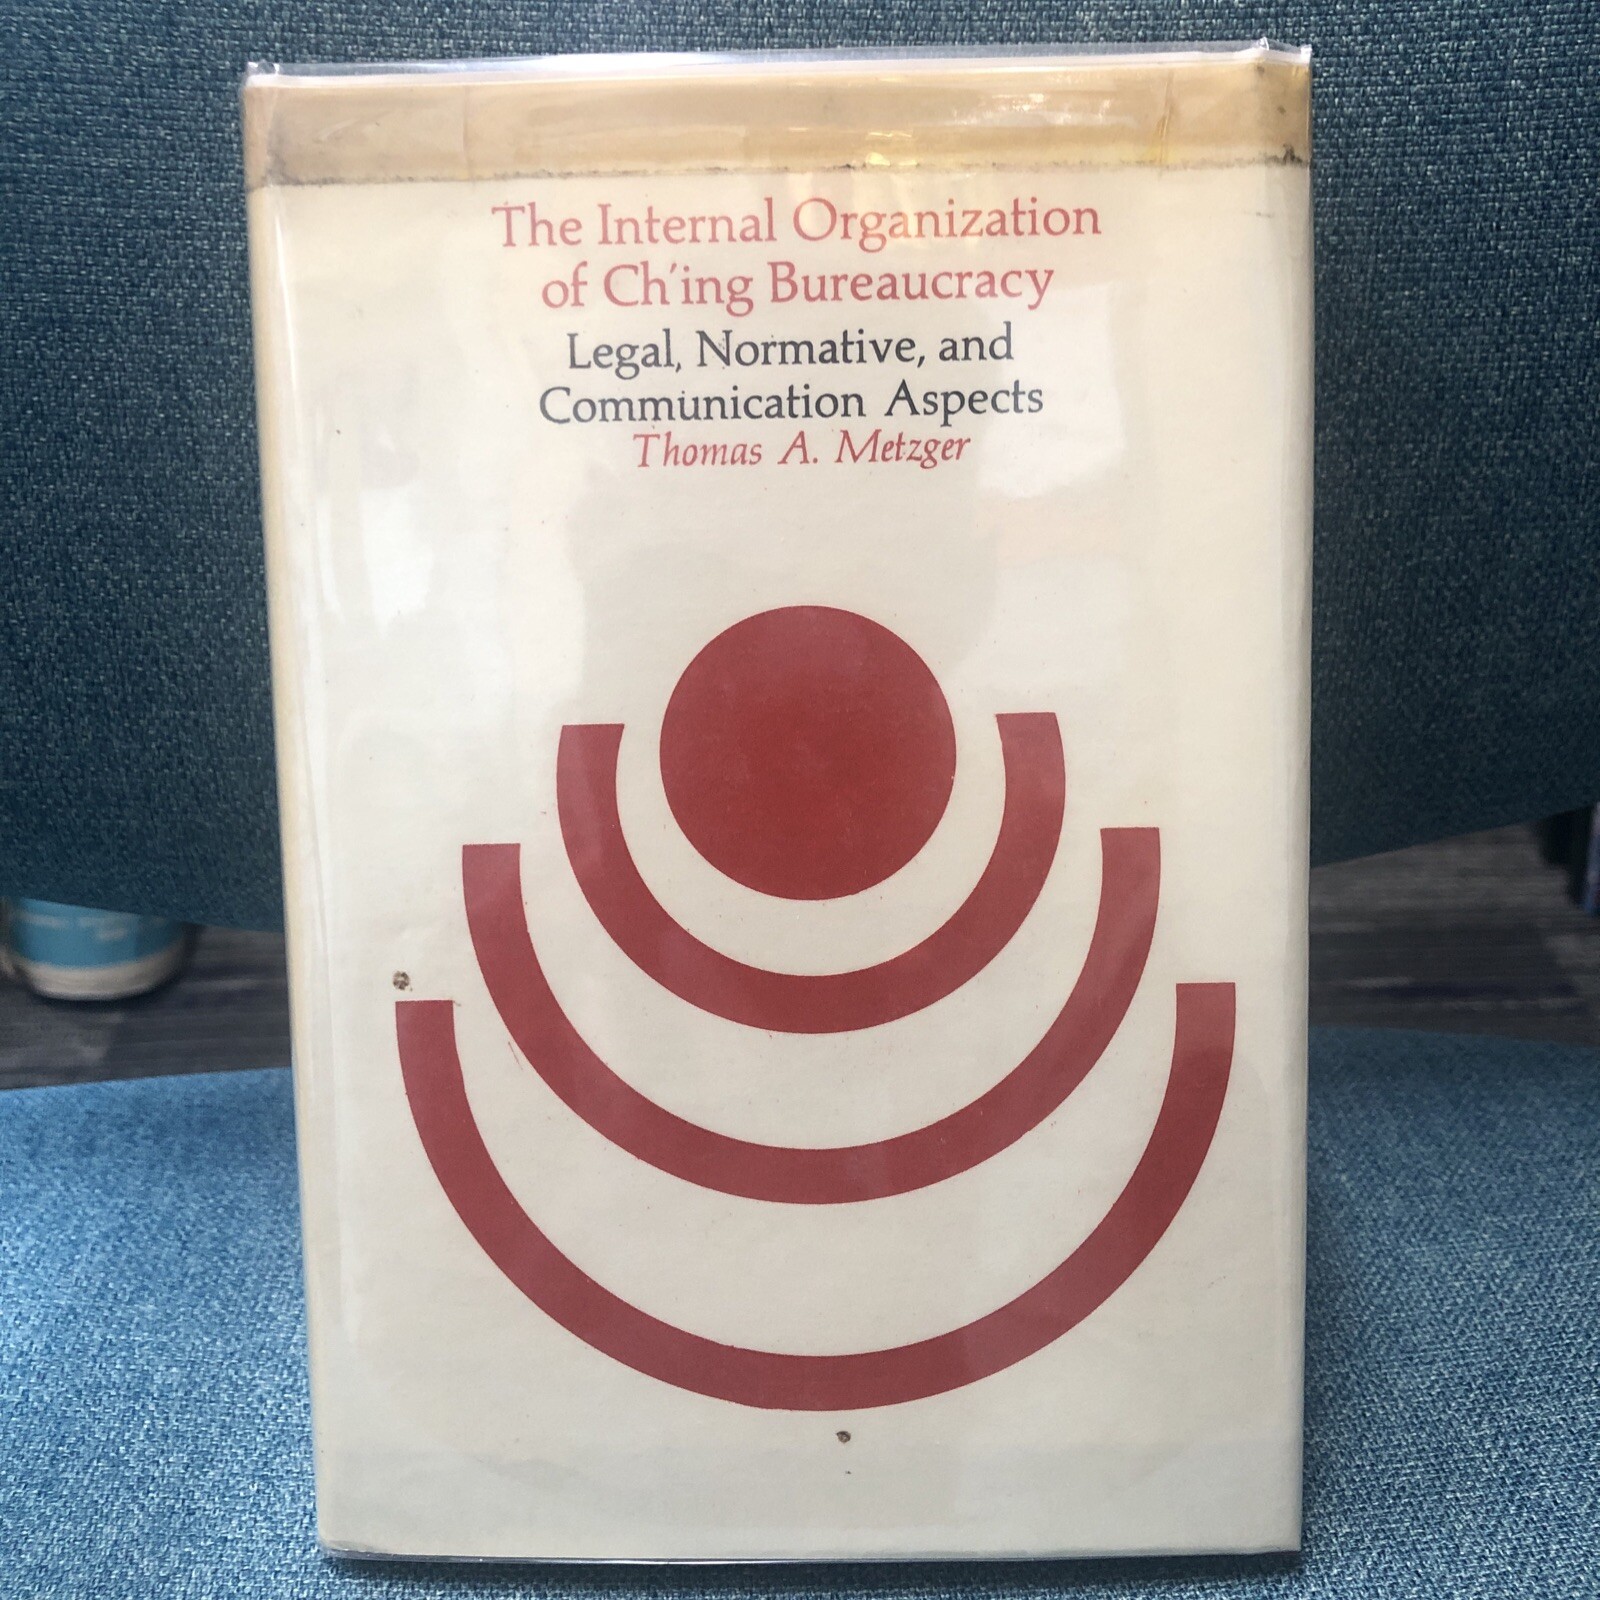 The Internal Organization
of Ch'ing Bureaucracy
Legal, Normative, and
Communication Aspects
Thomas A. Metzger